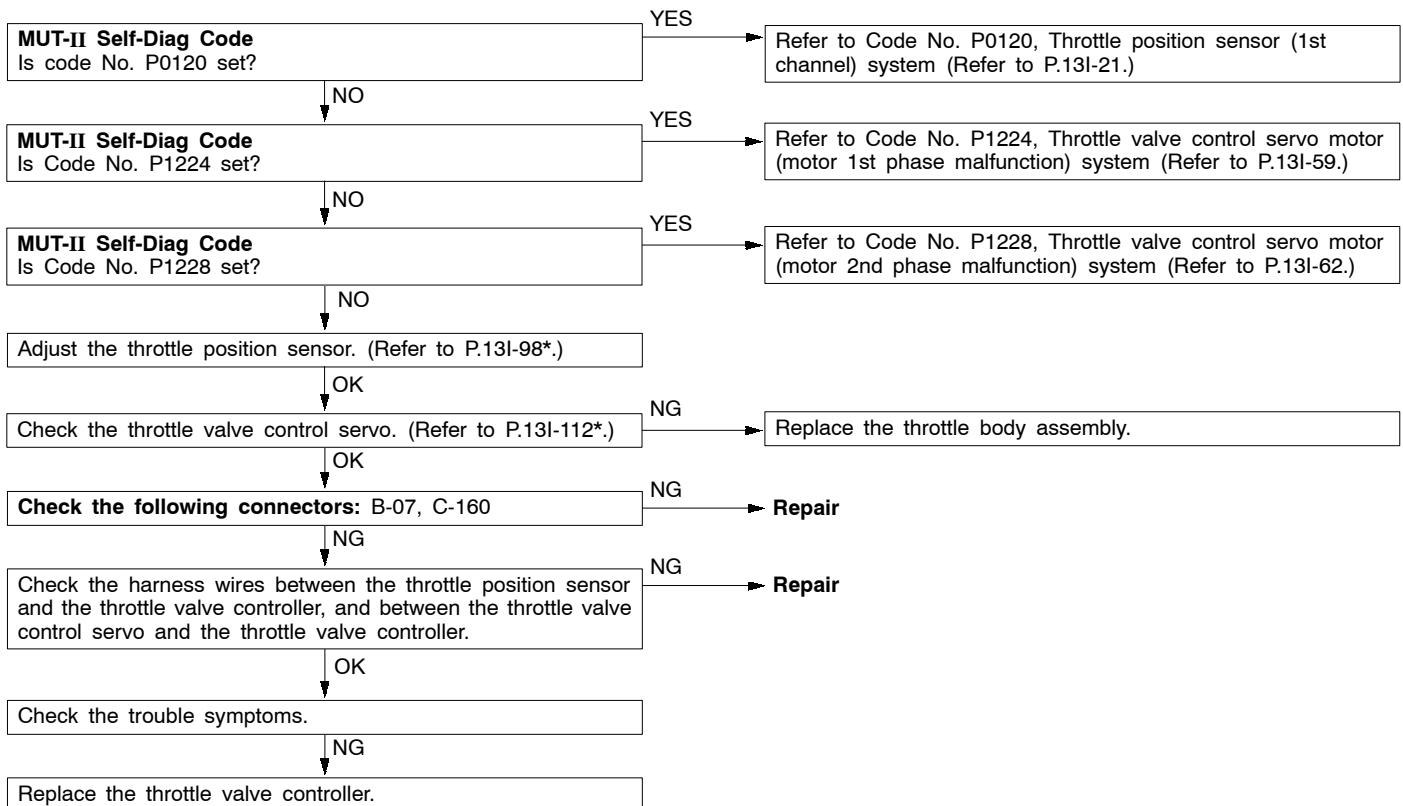 MUT-II Self-Diag Code
Is code No. P0120 set?
YES
Refer to Code No. P0120, Throttle position sensor (1st
channel) system (Refer to P.13I-21.)
NO
MUT-II Self-Diag Code
Is Code No. P1224 set?
YES
Refer to Code No. P1224, Throttle valve control servo motor
(motor 1st phase malfunction) system (Refer to P.13I-59.)
NO
MUT-II Self-Diag Code
Is Code No. P1228 set?
YES
Refer to Code No. P1228, Throttle valve control servo motor
(motor 2nd phase malfunction) system (Refer to P.13I-62.)
NO
Adjust the throttle position sensor. (Refer to P.13I-98*.)
OK
Check the throttle valve control servo. (Refer to P.13I-112*.)
NG
Replace the throttle body assembly.
OK
Check the following connectors: B-07, C-160
NG
Repair
NG
Check the harness wires between the throttle position sensor
and the throttle valve controller, and between the throttle valve
control servo and the throttle valve controller.
NG
Repair
OK
Check the trouble symptoms.
NG
Replace the throttle valve controller.